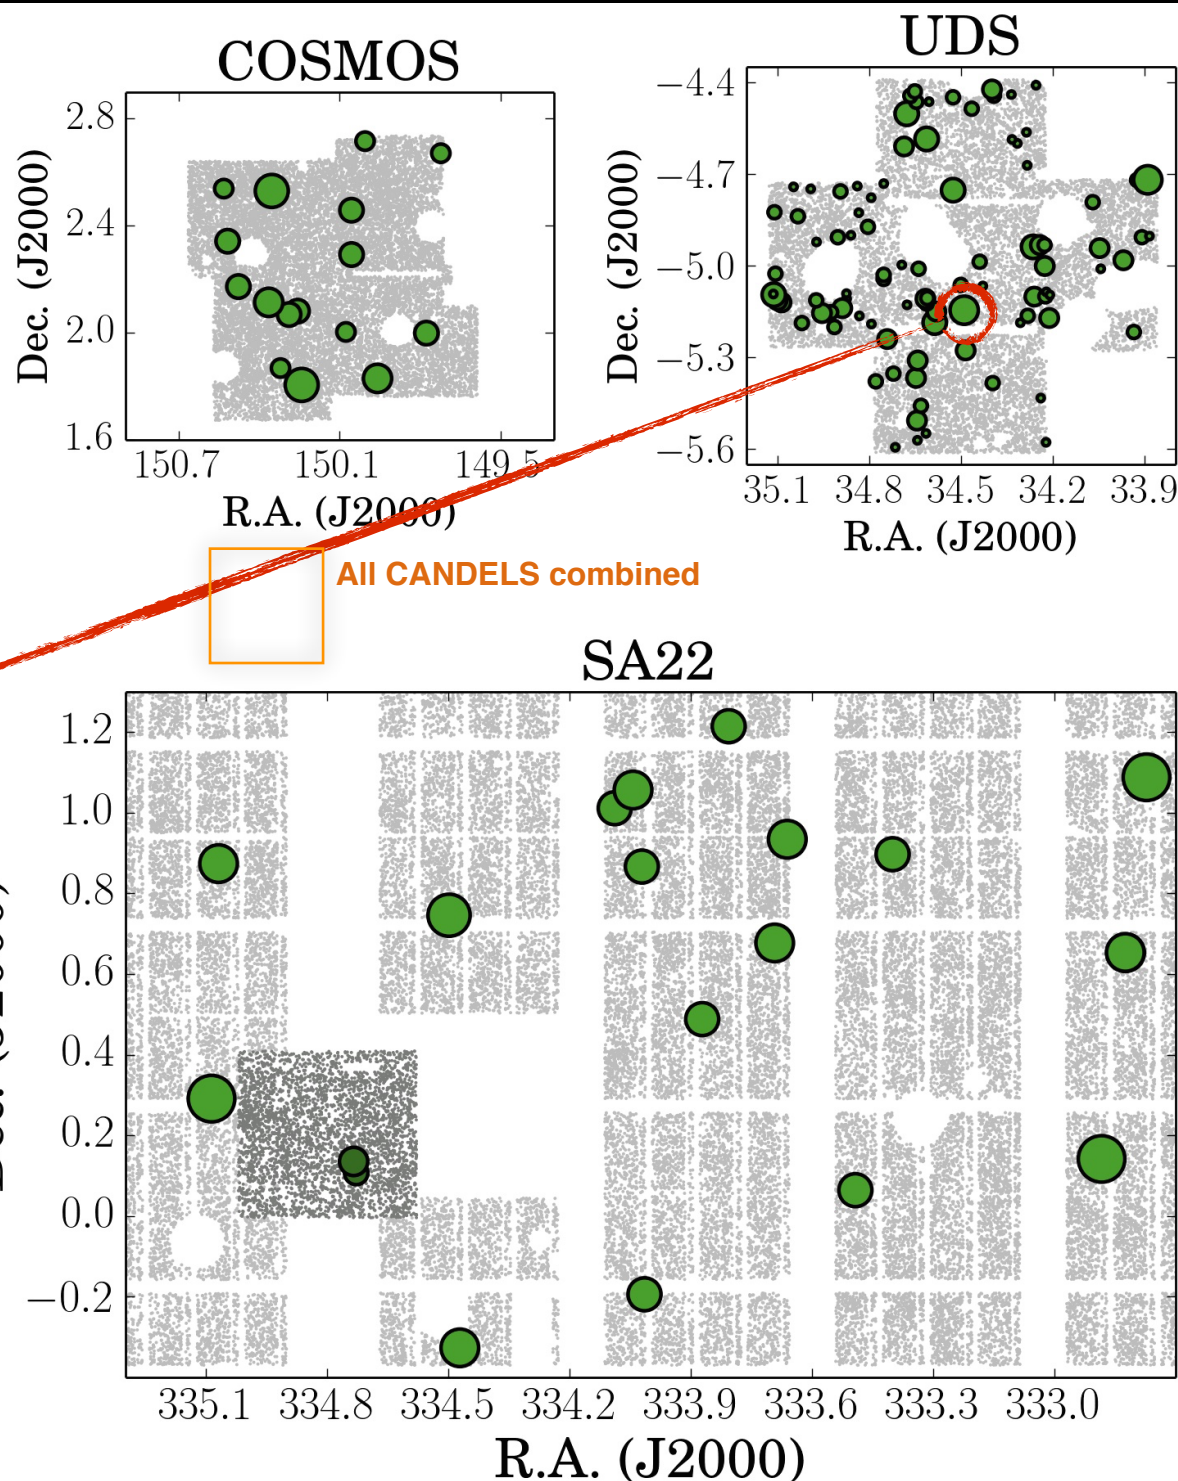 COSMOS
2.8
2.4
2.0
1.6
Dec. (J2000)
150.7 150.1 149.5
R.A. (J2000)
UDS
−4.4
−4.7
−5.0
−5.3
−5.6
Dec. (J2000)
35.1 34.8 34.5 34.2 33.9
R.A. (J2000)
All CANDELS combined
SA22
1.2
1.0
0.8
0.6
0.4
0.2
0.0
−0.2
335.1 334.8 334.5 334.2 333.9 333.6 333.3 333.0
R.A. (J2000)